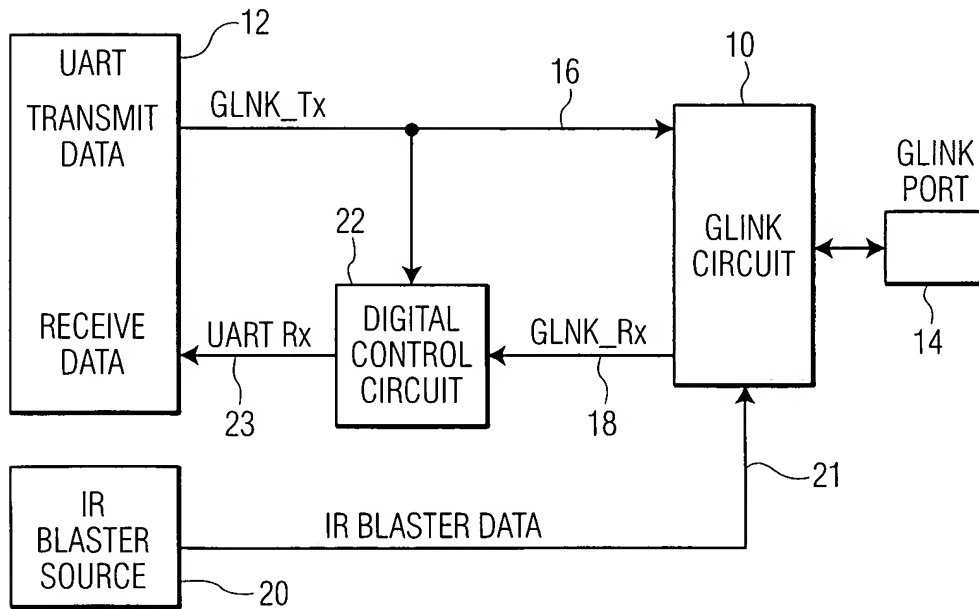 12
UART
TRANSMIT
DATA
RECEIVE
DATA
GLNK_Tx
16
10
GLINK
CIRCUIT
GLINK
PORT
14
22
DIGITAL
CONTROL
CIRCUIT
UART Rx
23
GLNK_Rx
18
21
IR
BLASTER
SOURCE
20
IR BLASTER DATA